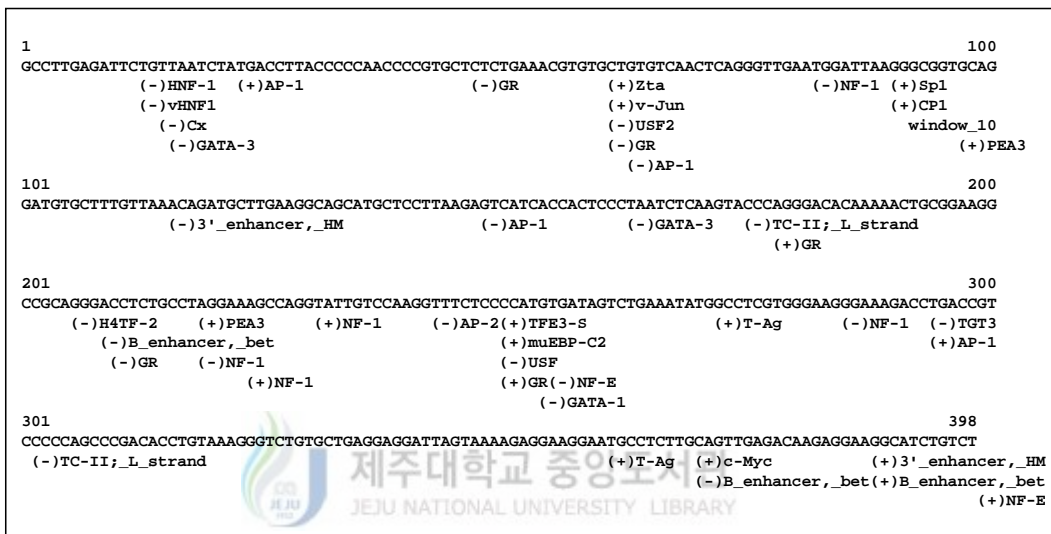 1 100
GCCTTGAGATTCTGTTAATCTATGACCTTACCCCCAACCCCGTGCTCTCTGAAACGTGTGCTGTGTCAACTCAGGGTTGAATGGATTAAGGGCGGTGCAG
(-)HNF-1 (+)AP-1 (-)GR (+)Zta (-)NF-1 (+)Sp1
(-)vHNF1 (+)v-Jun (+)CP1
(-)Cx (-)USF2 window_10
(-)GATA-3 (-)GR (+)PEA3
(-)AP-1
101 200
GATGTGCTTTGTTAAACAGATGCTTGAAGGCAGCATGCTCCTTAAGAGTCATCACCACTCCCTAATCTCAAGTACCCAGGGACACAAAAACTGCGGAAGG
(-)3'_enhancer,_HM (-)AP-1 (-)GATA-3 (-)TC-II;_L_strand
(+)GR
201 300
CCGCAGGGACCTCTGCCTAGGAAAGCCAGGTATTGTCCAAGGTTTCTCCCCATGTGATAGTCTGAAATATGGCCTCGTGGGAAGGGAAAGACCTGACCGT
(-)H4TF-2 (+)PEA3 (+)NF-1 (-)AP-2(+)TFE3-S (+)T-Ag (-)NF-1 (-)TGT3
(-)B_enhancer,_bet (+)muEBP-C2 (+)AP-1
(-)GR (-)NF-1 (-)USF
(+)NF-1 (+)GR(-)NF-E
(-)GATA-1
301 398
CCCCCAGCCCGACACCTGTAAAGGGTCTGTGCTGAGGAGGATTAGTAAAAGAGGAAGGAATGCCTCTTGCAGTTGAGACAAGAGGAAGGCATCTGTCT
(-)TC-II;_L_strand (+)T-Ag (+)c-Myc (+)3'_enhancer,_HM
(-)B_enhancer,_bet(+)B_enhancer,_bet
(+)NF-E
제주대학교 중앙도서관
JEJU NATIONAL UNIVERSITY LIBRARY
JEJU
1952